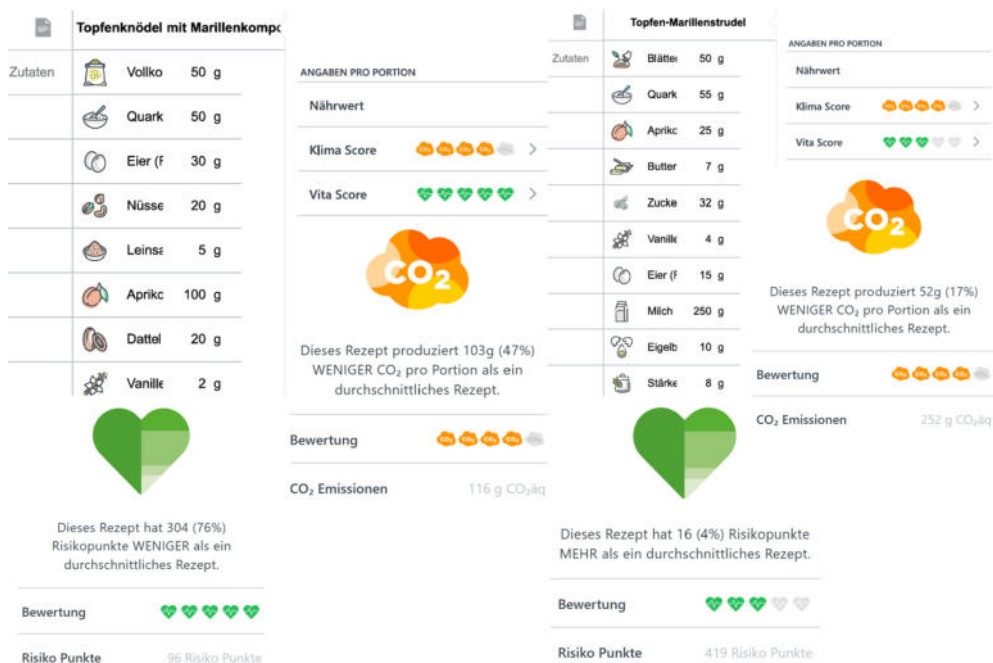 Topfenknödel mit Marillenkompo
Zutaten
Vollko 50 g
Quark 50 g
Eier (F 30 g
Nüsse 20 g
Leinsa 5 g
Apriko 100 g
Dattel 20 g
Vanille 2 g
ANGABEN PRO PORTION
Nährwert
Klima Score
Vita Score
CO₂
Dieses Rezept produziert 103g (47%)
WENIGER CO₂ pro Portion als ein
durchschnittliches Rezept.
Bewertung
CO₂ Emissionen 116 g CO₂äq
Dieses Rezept hat 304 (76%)
Risikopunkte WENIGER als ein
durchschnittliches Rezept.
Bewertung
Risiko Punkte 96 Risiko Punkte
Topfen-Marillenstrudel
Zutaten
Blätter 50 g
Quark 55 g
Apriko 25 g
Butter 7 g
Zucke 32 g
Vanille 4 g
Eier (F 15 g
Milch 250 g
Eigelb 10 g
Stärke 8 g
ANGABEN PRO PORTION
Nährwert
Klima Score
Vita Score
CO₂
Dieses Rezept produziert 52g (17%)
WENIGER CO₂ pro Portion als ein
durchschnittliches Rezept.
Bewertung
CO₂ Emissionen 252 g CO₂äq
Dieses Rezept hat 16 (4%) Risikopunkte
MEHR als ein durchschnittliches Rezept.
Bewertung
Risiko Punkte 419 Risiko Punkte